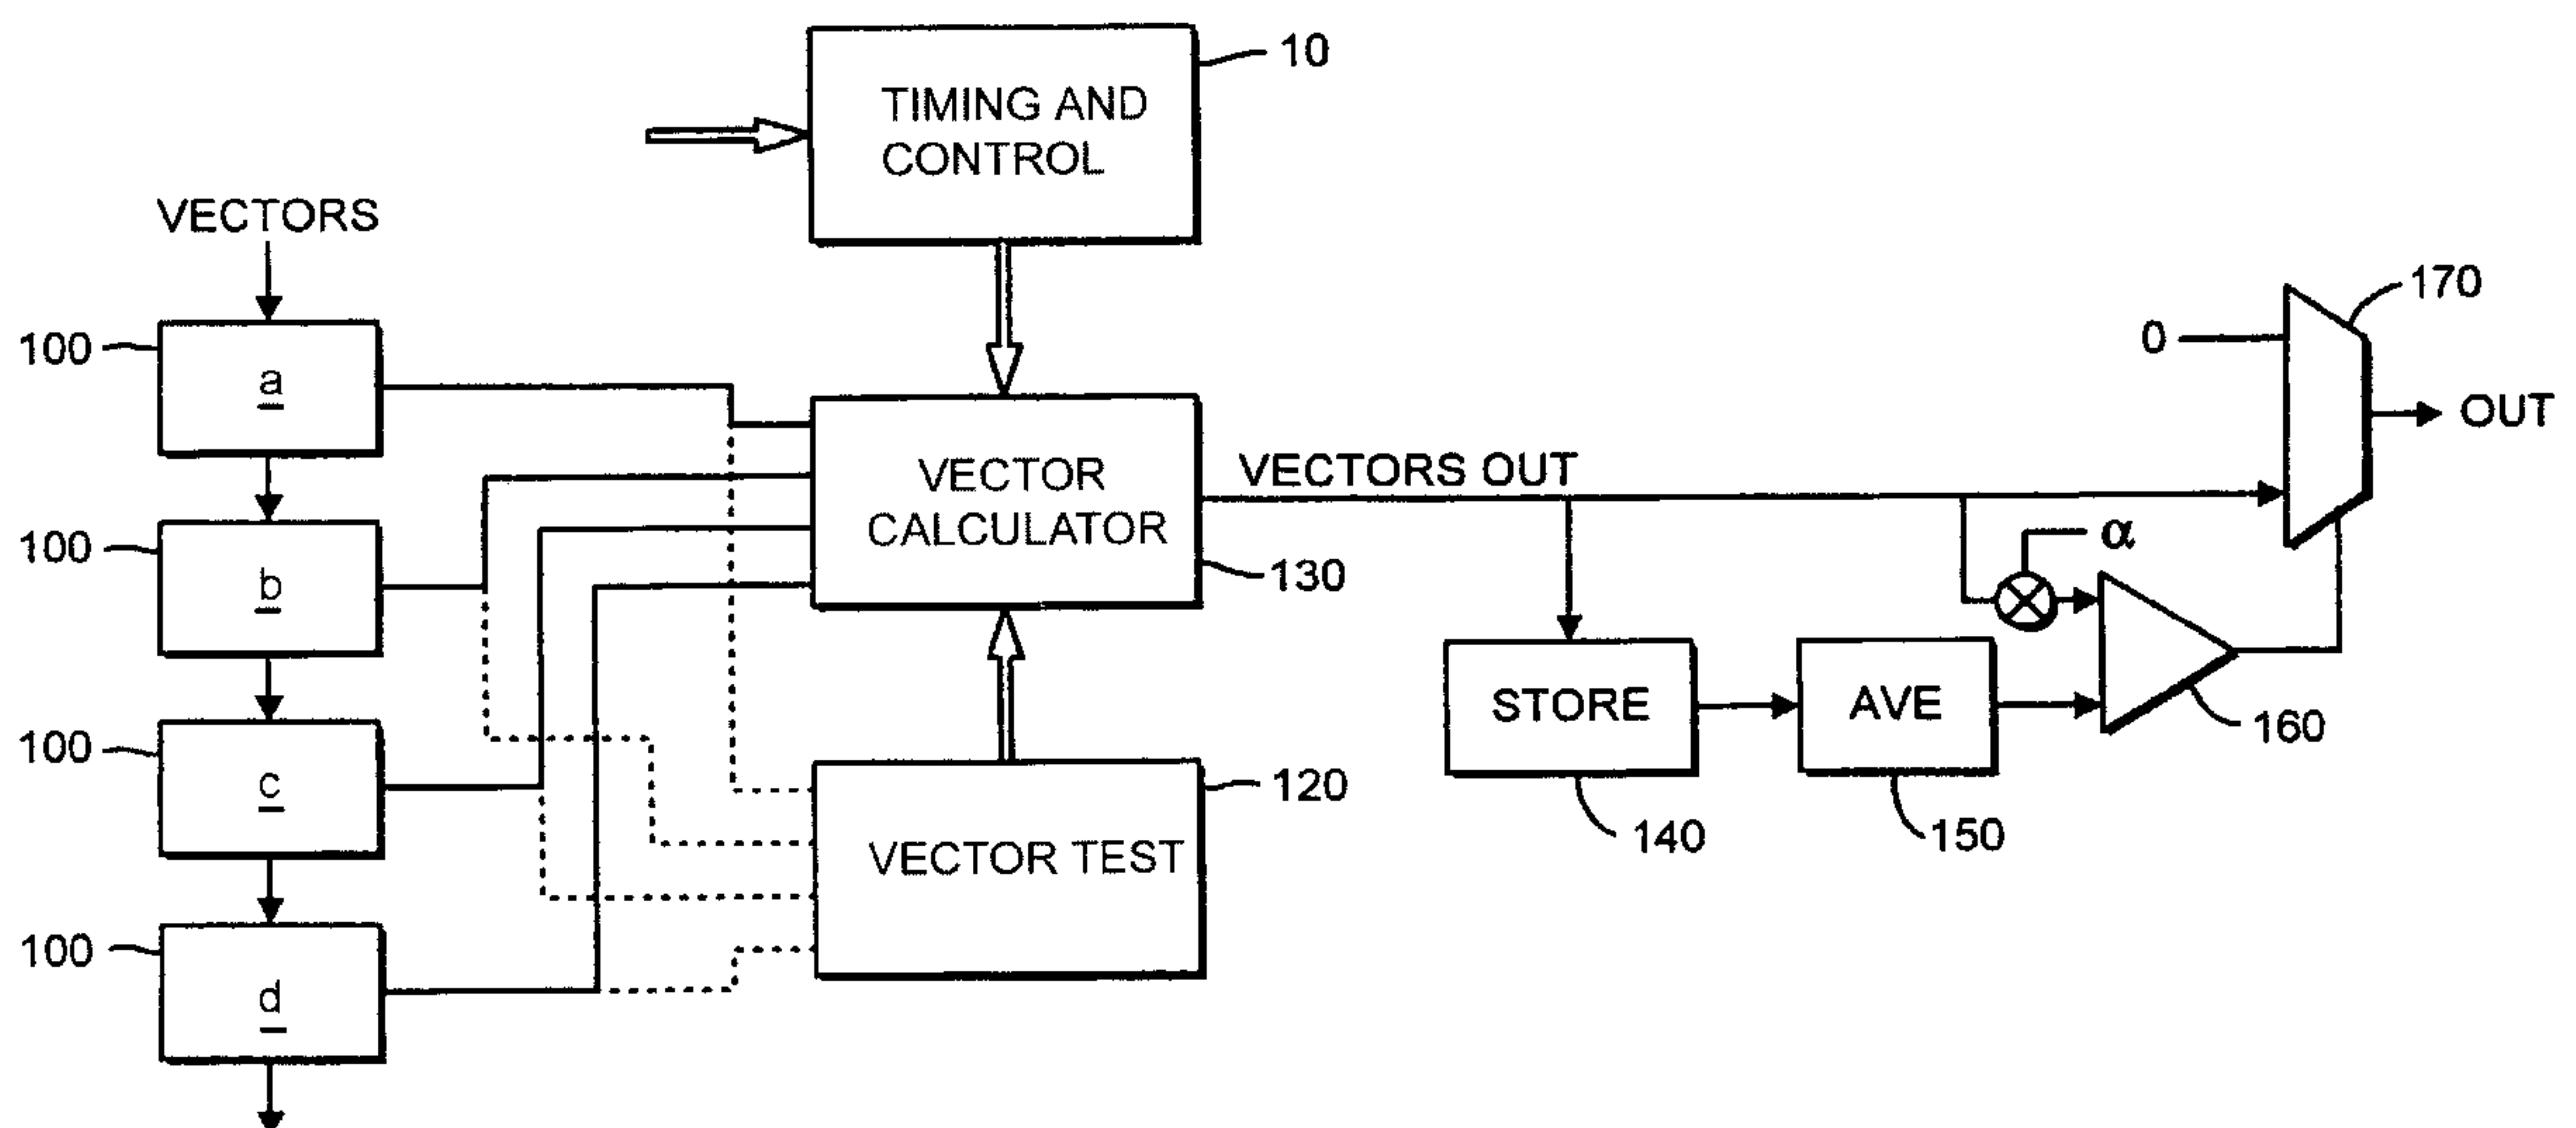 10
TIMING AND
CONTROL
VECTORS
170
100
a
0
OUT
VECTORS OUT
VECTOR
CALCULATOR
α
100
b
130
STORE
AVE
160
100
c
120
140
150
VECTOR TEST
100
d